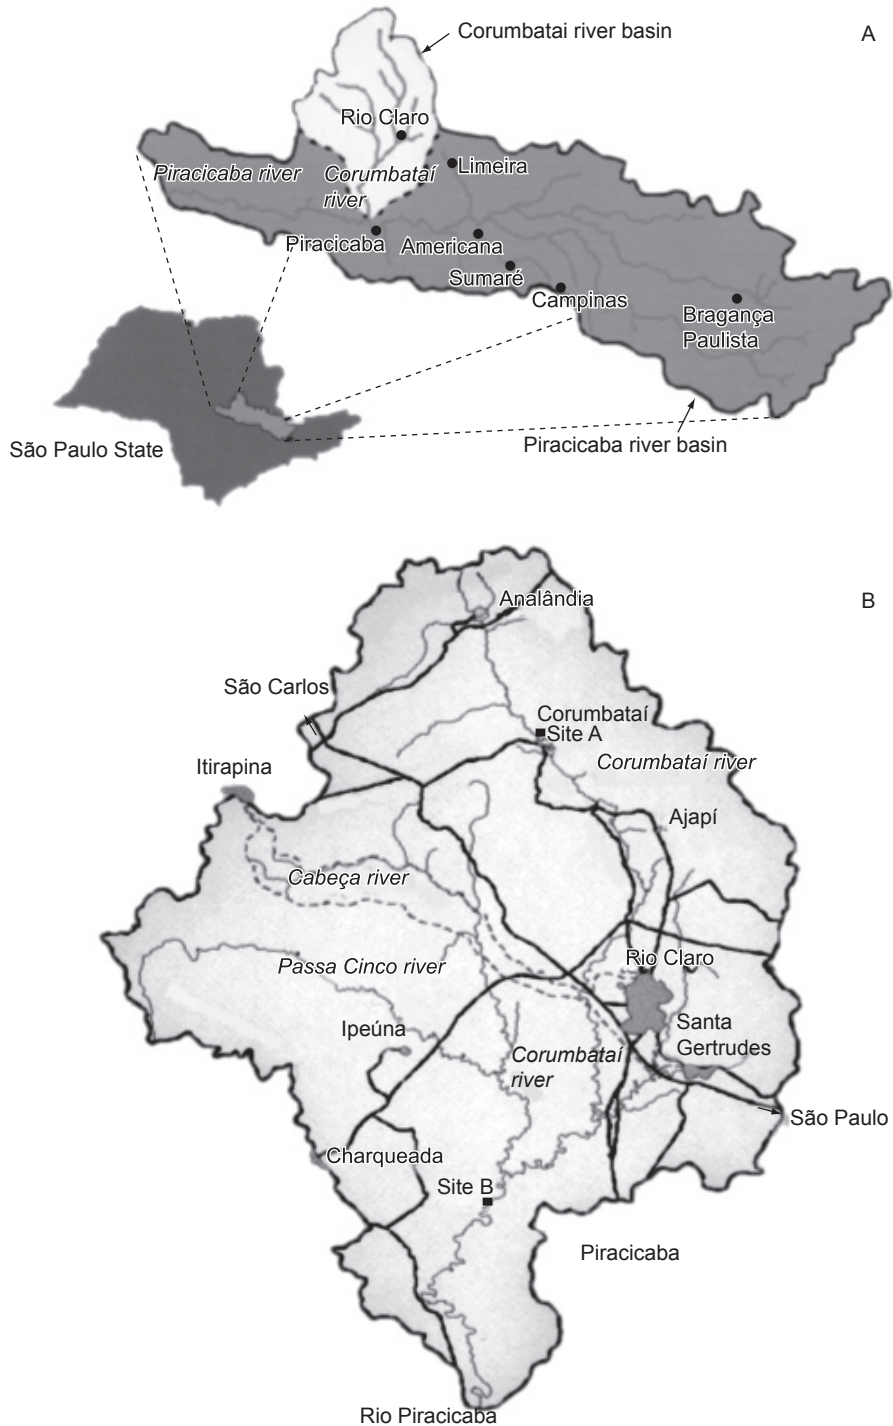 Corumbatai river basin
A
Rio Claro
Limeira
Piracicaba river
Corumbataí
river
Piracicaba
Americana
Sumaré
Campinas
Bragança
Paulista
São Paulo State
Piracicaba river basin
B
Analândia
São Carlos
Corumbataí
Site A
Corumbataí river
Itirapina
Ajapí
Cabeça river
Rio Claro
Passa Cinco river
Ipeúna
Santa
Gertrudes
Corumbataí
river
São Paulo
Charqueada
Site B
Piracicaba
Rio Piracicaba